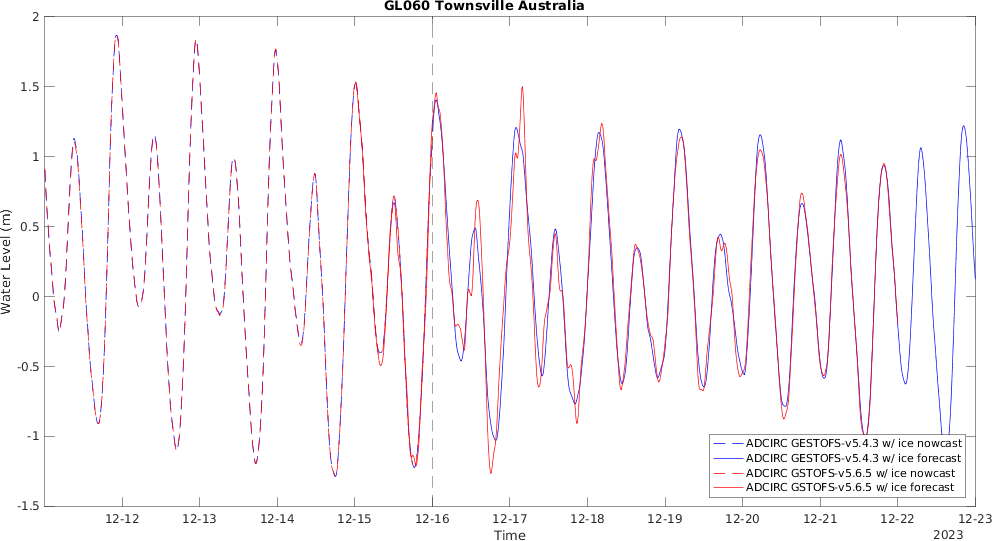 GL060 Townsville Australia
2
1.5
1
0.5
0
-0.5
-1
-1.5
Water Level (m)
12-12 12-13 12-14 12-15 12-16 12-17 12-18 12-19 12-20 12-21 12-22 12-23
Time
2023
ADCIRC GESTOFS-v5.4.3 w/ ice nowcast
ADCIRC GESTOFS-v5.4.3 w/ ice forecast
ADCIRC GSTOFS-v5.6.5 w/ ice nowcast
ADCIRC GSTOFS-v5.6.5 w/ ice forecast